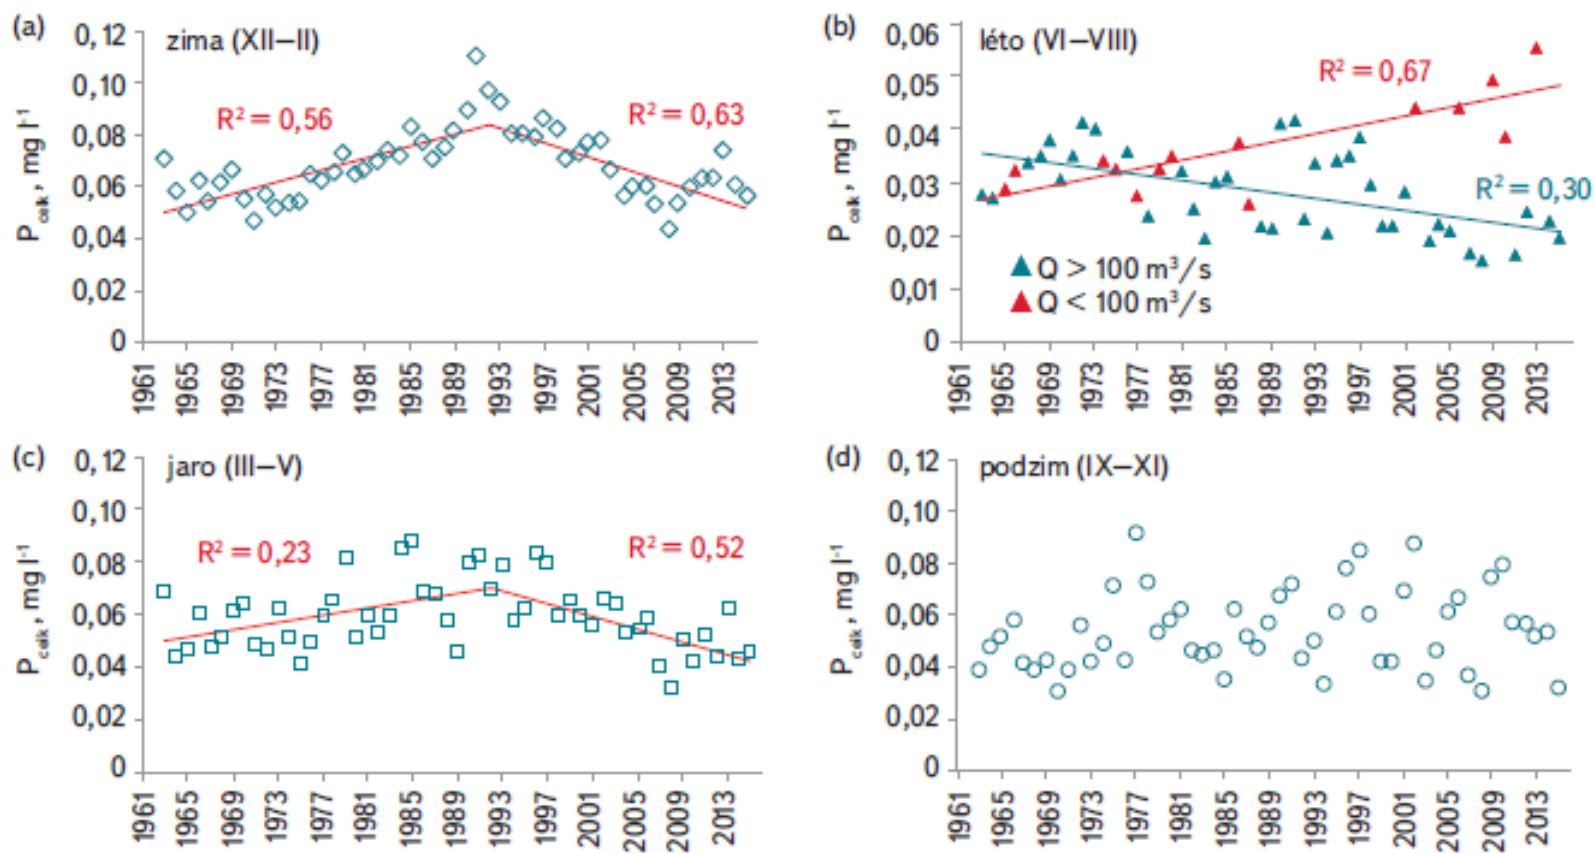 (a)
zima (XII–II)
P celk, mg l⁻¹
0,12
0,10
0,08
0,06
0,04
0,02
0
R² = 0,56
R² = 0,63
1961 1965 1969 1973 1977 1981 1985 1989 1993 1997 2001 2005 2009 2013
(b)
léto (VI–VIII)
P celk, mg l⁻¹
0,06
0,05
0,04
0,03
0,02
0,01
0
R² = 0,67
R² = 0,30
Q > 100 m³/s
Q < 100 m³/s
1961 1965 1969 1973 1977 1981 1985 1989 1993 1997 2001 2005 2009 2013
(c)
jaro (III–V)
P celk, mg l⁻¹
0,12
0,10
0,08
0,06
0,04
0,02
0
R² = 0,23
R² = 0,52
1961 1965 1969 1973 1977 1981 1985 1989 1993 1997 2001 2005 2009 2013
(d)
podzim (IX–XI)
P celk, mg l⁻¹
0,12
0,10
0,08
0,06
0,04
0,02
0
1961 1965 1969 1973 1977 1981 1985 1989 1993 1997 2001 2005 2009 2013